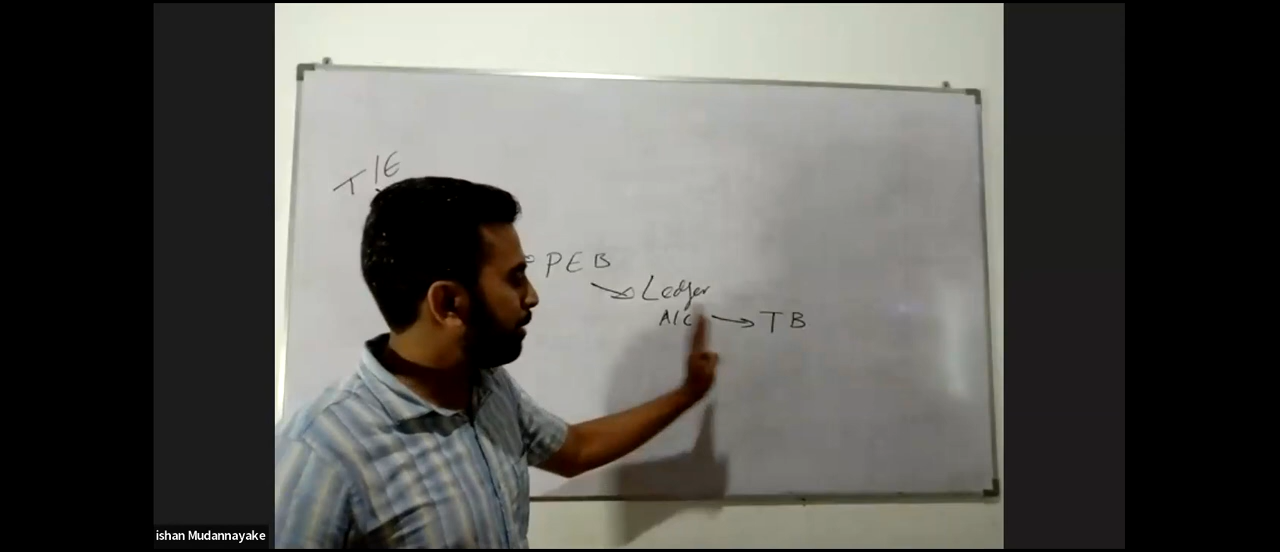 T/E
PEB
Ledger
A/C → TB
ishan Mudannayake